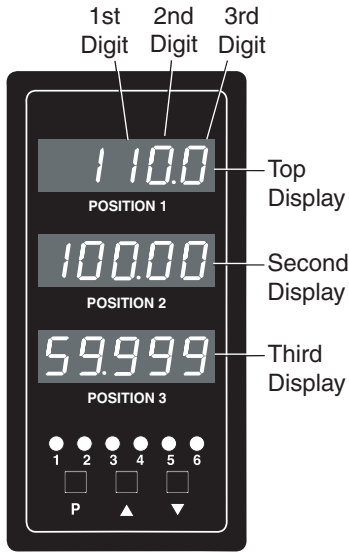 1st 2nd 3rd
Digit Digit Digit
110.0
Top
Display
POSITION 1
100.00
Second
Display
POSITION 2
59.999
Third
Display
POSITION 3
1 2 3 4 5 6
P ▲ ▼